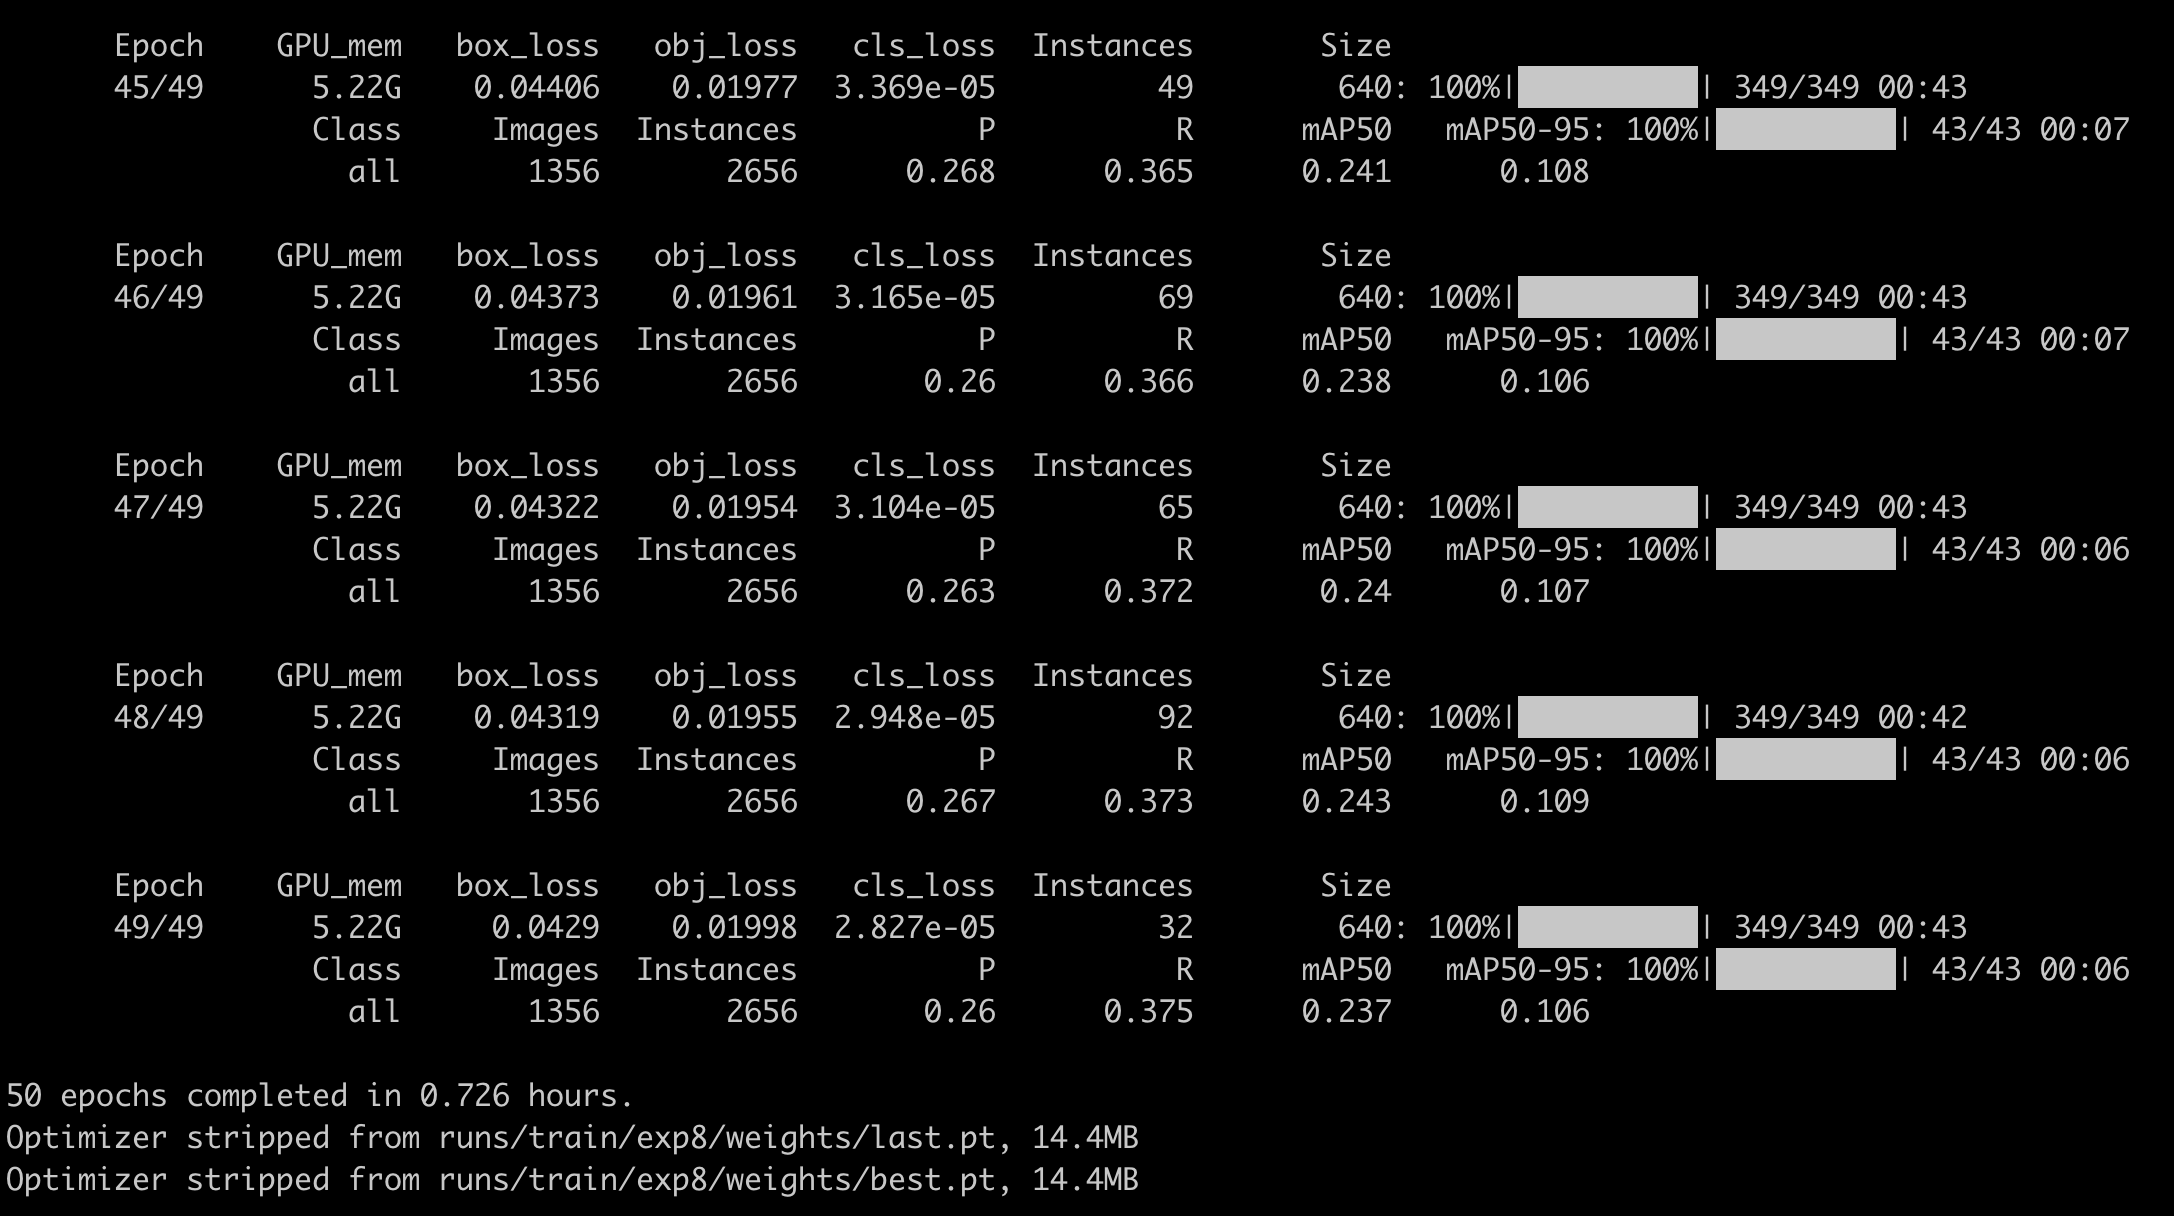 Epoch GPU_mem box_loss obj_loss cls_loss Instances Size
45/49 5.22G 0.04406 0.01977 3.369e-05 49 640: 100%|██████████| 349/349 00:43
Class Images Instances P R mAP50 mAP50-95: 100%|██████████| 43/43 00:07
all 1356 2656 0.268 0.365 0.241 0.108
Epoch GPU_mem box_loss obj_loss cls_loss Instances Size
46/49 5.22G 0.04373 0.01961 3.165e-05 69 640: 100%|██████████| 349/349 00:43
Class Images Instances P R mAP50 mAP50-95: 100%|██████████| 43/43 00:07
all 1356 2656 0.26 0.366 0.238 0.106
Epoch GPU_mem box_loss obj_loss cls_loss Instances Size
47/49 5.22G 0.04322 0.01954 3.104e-05 65 640: 100%|██████████| 349/349 00:43
Class Images Instances P R mAP50 mAP50-95: 100%|██████████| 43/43 00:06
all 1356 2656 0.263 0.372 0.24 0.107
Epoch GPU_mem box_loss obj_loss cls_loss Instances Size
48/49 5.22G 0.04319 0.01955 2.948e-05 92 640: 100%|██████████| 349/349 00:42
Class Images Instances P R mAP50 mAP50-95: 100%|██████████| 43/43 00:06
all 1356 2656 0.267 0.373 0.243 0.109
Epoch GPU_mem box_loss obj_loss cls_loss Instances Size
49/49 5.22G 0.0429 0.01998 2.827e-05 32 640: 100%|██████████| 349/349 00:43
Class Images Instances P R mAP50 mAP50-95: 100%|██████████| 43/43 00:06
all 1356 2656 0.26 0.375 0.237 0.106
50 epochs completed in 0.726 hours.
Optimizer stripped from runs/train/exp8/weights/last.pt, 14.4MB
Optimizer stripped from runs/train/exp8/weights/best.pt, 14.4MB